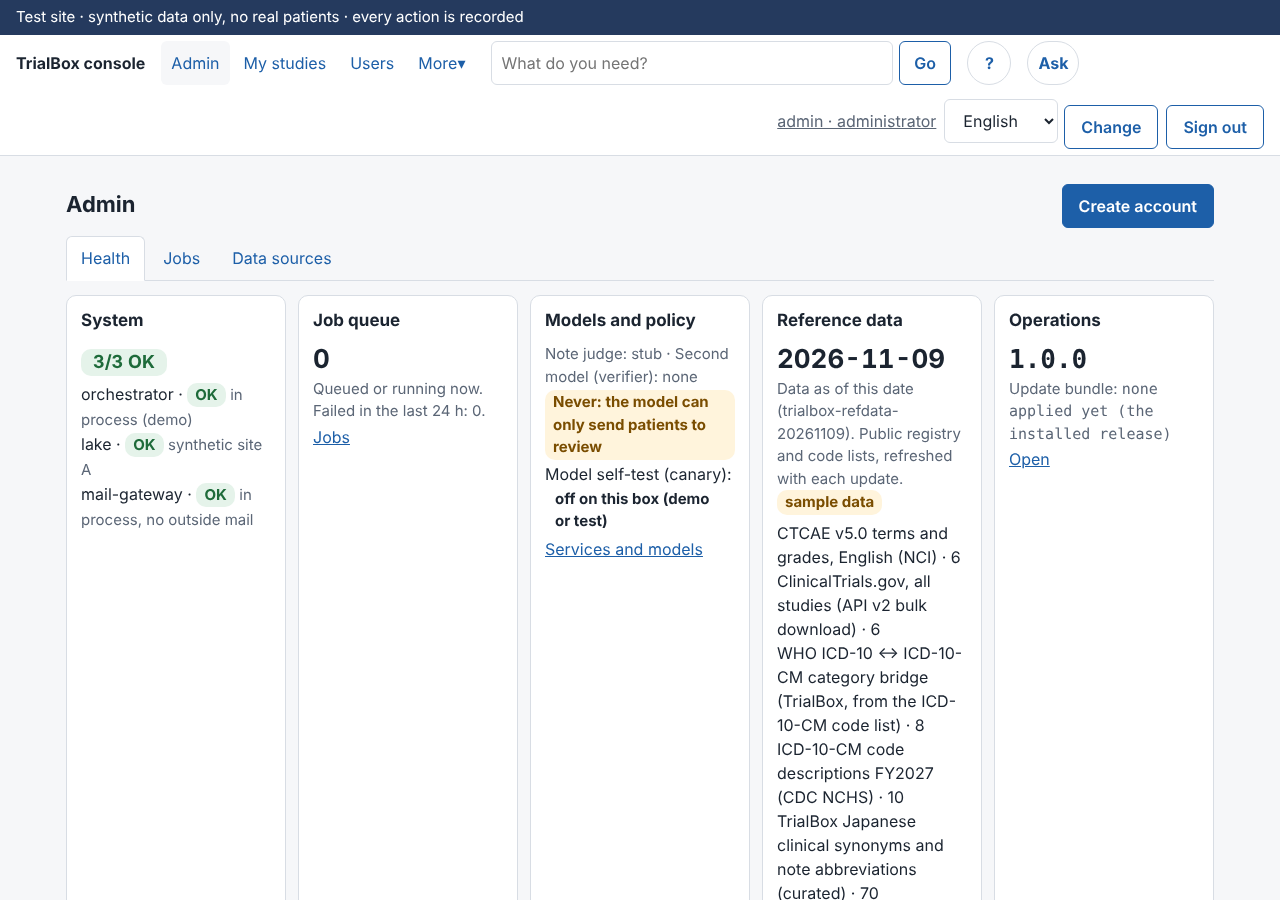 Test site · synthetic data only, no real patients · every action is recorded
TrialBox console
Admin
My studies
Users
More▾
What do you need?
Go
?
Ask
admin · administrator
English
Change
Sign out
Admin
Create account
Health
Jobs
Data sources
System
3/3 OK
orchestrator · OK in
process (demo)
lake · OK synthetic site
A
mail-gateway · OK in
process, no outside mail
Job queue
0
Queued or running now.
Failed in the last 24 h: 0.
Jobs
Models and policy
Note judge: stub · Second
model (verifier): none
Never: the model can
only send patients to
review
Model self-test (canary):
off on this box (demo
or test)
Services and models
Reference data
2026-11-09
Data as of this date
(trialbox-refdata-
20261109). Public registry
and code lists, refreshed
with each update.
sample data
CTCAE v5.0 terms and
grades, English (NCI) · 6
ClinicalTrials.gov, all
studies (API v2 bulk
download) · 6
WHO ICD-10 ↔ ICD-10-
CM category bridge
(TrialBox, from the ICD-
10-CM code list) · 8
ICD-10-CM code
descriptions FY2027
(CDC NCHS) · 10
TrialBox Japanese
clinical synonyms and
note abbreviations
(curated) · 70
Operations
1.0.0
Update bundle: none
applied yet (the
installed release)
Open